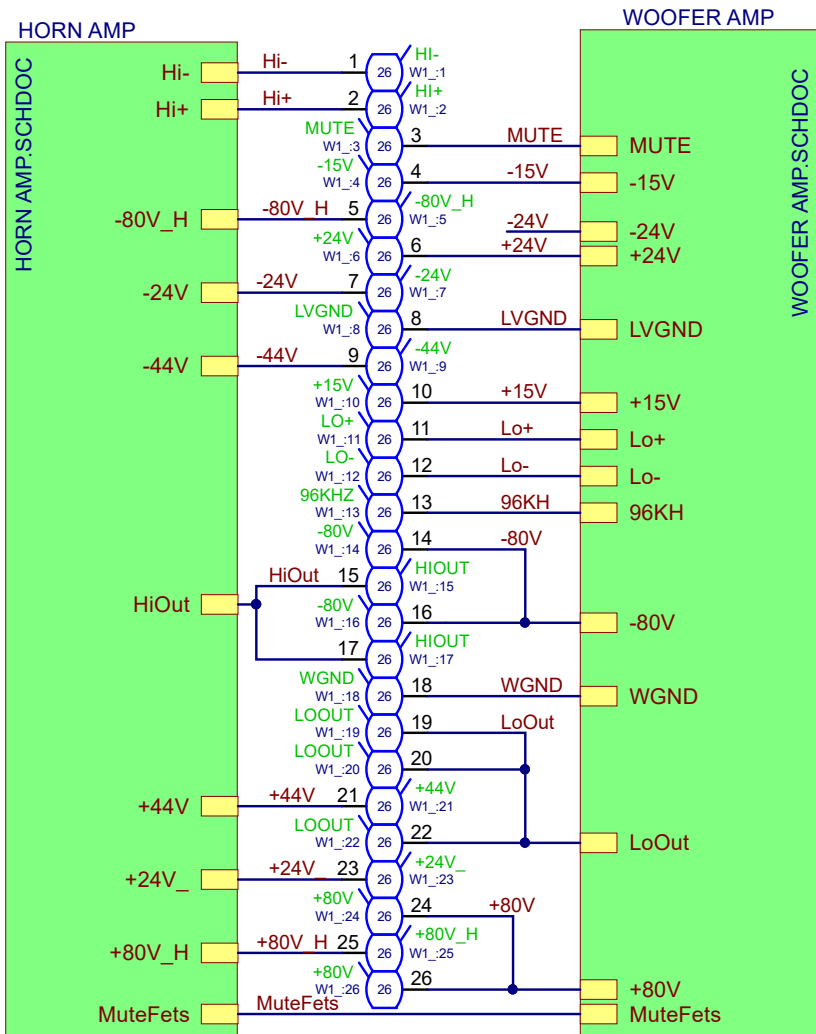 HORN AMP
WOOFER AMP
HORN AMP.SCHDOC
WOOFER AMP.SCHDOC
Hi- Hi- 1 26 HI- W1_:1
Hi+ Hi+ 2 26 HI+ W1_:2
MUTE W1_:3 26 3 MUTE MUTE
-15V W1_:4 26 4 -15V -15V
-80V_H -80V_H 5 26 -80V_H W1_:5
-24V -24V
+24V W1_:6 26 6 +24V +24V
-24V -24V 7 26 -24V W1_:7
LVGND W1_:8 26 8 LVGND LVGND
-44V -44V 9 26 -44V W1_:9
+15V W1_:10 26 10 +15V +15V
LO+ W1_:11 26 11 Lo+ Lo+
LO- W1_:12 26 12 Lo- Lo-
96KHZ W1_:13 26 13 96KH 96KH
-80V W1_:14 26 14 -80V
HiOut 15 26 HIOUT W1_:15
HiOut
-80V W1_:16 26 16 -80V
17 26 HIOUT W1_:17
WGND W1_:18 26 18 WGND WGND
LOOUT W1_:19 26 19 LoOut
LOOUT W1_:20 26 20
+44V +44V 21 26 +44V W1_:21
LOOUT W1_:22 26 22 LoOut
+24V_ +24V_ 23 26 +24V_ W1_:23
+80V W1_:24 26 24 +80V
+80V_H +80V_H 25 26 +80V_H W1_:25
+80V W1_:26 26 26 +80V
MuteFets MuteFets MuteFets